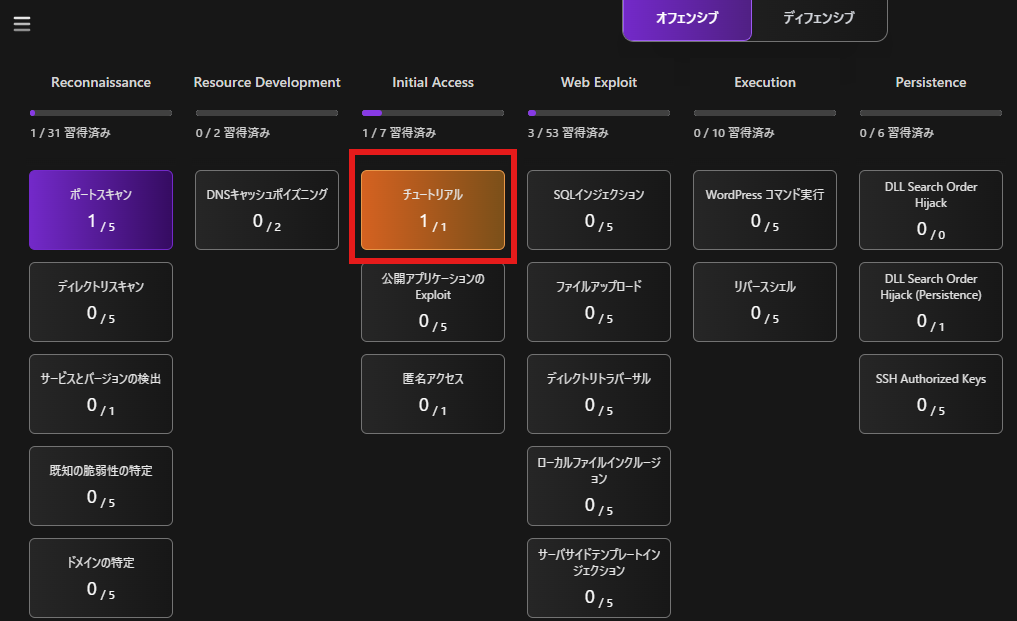 オフェンシブ
ディフェンシブ
Reconnaissance
1 / 31 習得済み
ポートスキャン
1 / 5
ディレクトリスキャン
0 / 5
サービスとバージョンの検出
0 / 1
既知の脆弱性の特定
0 / 5
ドメインの特定
0 / 5
Resource Development
0 / 2 習得済み
DNSキャッシュポイズニング
0 / 2
Initial Access
1 / 7 習得済み
チュートリアル
1 / 1
公開アプリケーションの
Exploit
0 / 5
匿名アクセス
0 / 1
Web Exploit
3 / 53 習得済み
SQLインジェクション
0 / 5
ファイルアップロード
0 / 5
ディレクトリトラバーサル
0 / 5
ローカルファイルインクルージ
ョン
0 / 5
サーバサイドテンプレートイン
ジェクション
0 / 5
Execution
0 / 10 習得済み
WordPress コマンド実行
0 / 5
リバースシェル
0 / 5
Persistence
0 / 6 習得済み
DLL Search Order
Hijack
0 / 0
DLL Search Order
Hijack (Persistence)
0 / 1
SSH Authorized Keys
0 / 5